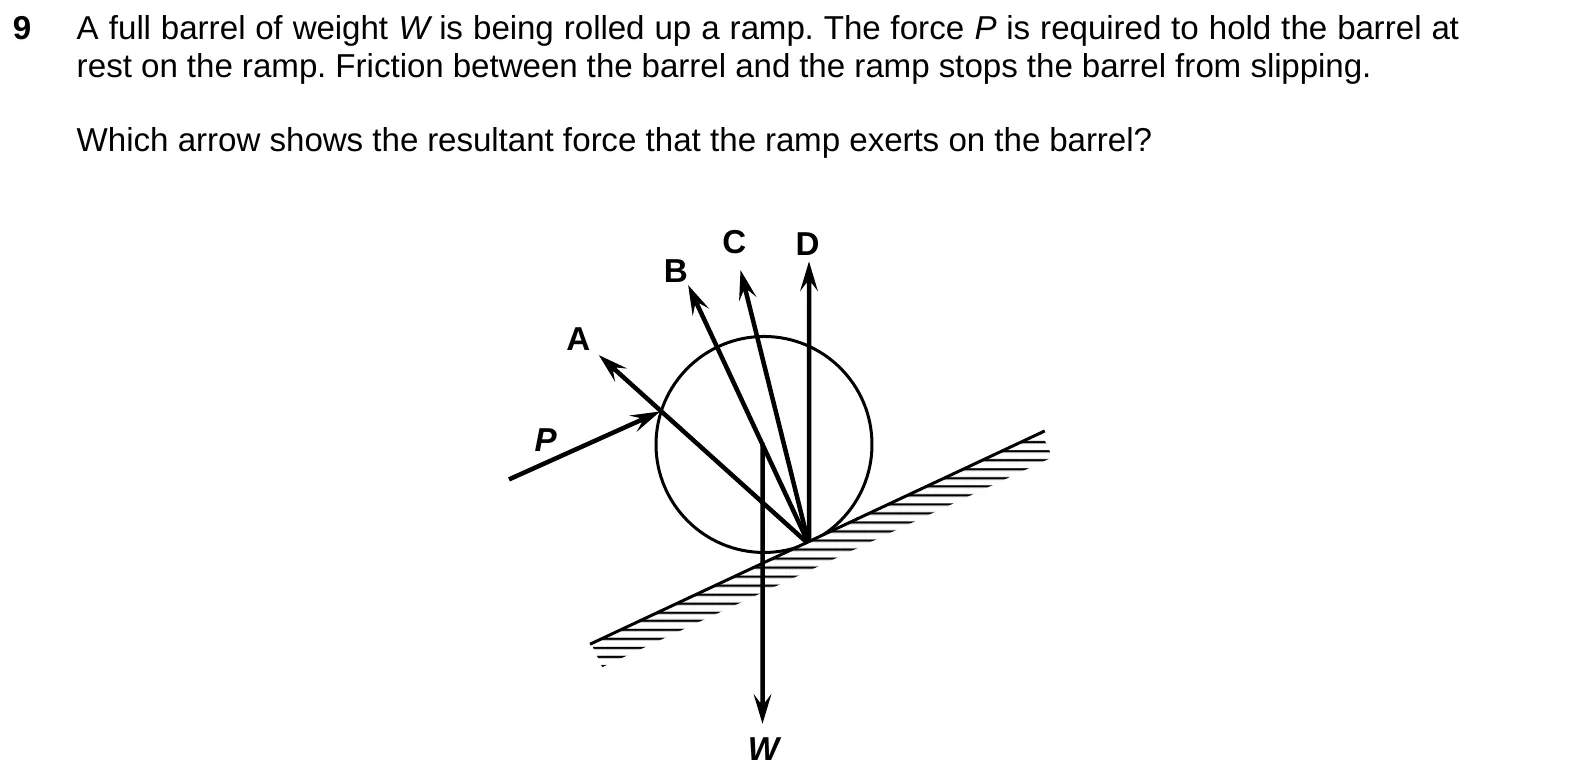 9 A full barrel of weight W is being rolled up a ramp. The force P is required to hold the barrel at
rest on the ramp. Friction between the barrel and the ramp stops the barrel from slipping.
Which arrow shows the resultant force that the ramp exerts on the barrel?
C D
B
A
P
W